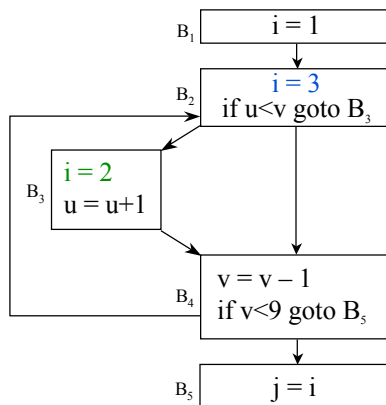 B1
i = 1
B2
i = 3
if u<v goto B3
B3
i = 2
u = u+1
B4
v = v – 1
if v<9 goto B5
B5
j = i